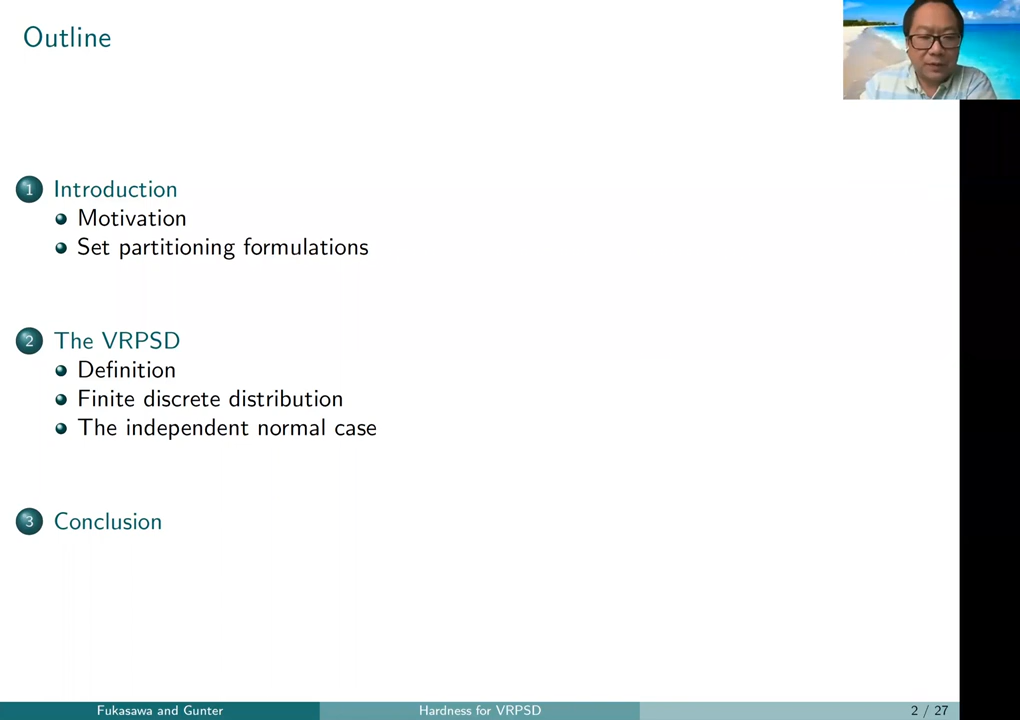 Outline
1 Introduction
Motivation
Set partitioning formulations
2 The VRPSD
Definition
Finite discrete distribution
The independent normal case
3 Conclusion
Fukasawa and Gunter
Hardness for VRPSD
2 / 27